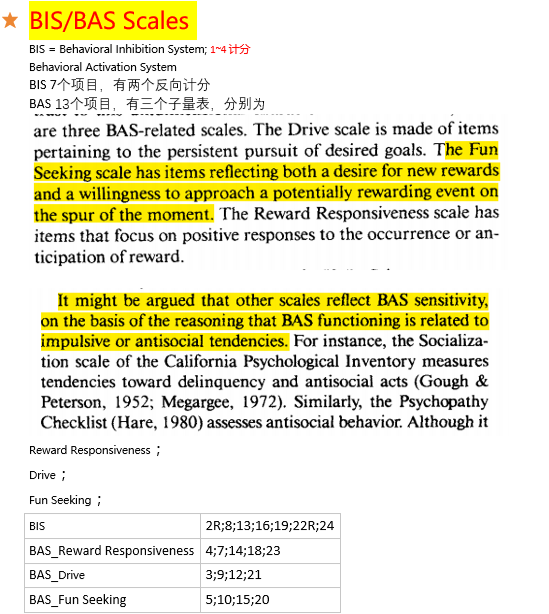 BIS/BAS Scales
BIS = Behavioral Inhibition System; 1~4 计分
Behavioral Activation System
BIS 7个项目，有两个反向计分
BAS 13个项目，有三个子量表，分别为
are three BAS-related scales. The Drive scale is made of items
pertaining to the persistent pursuit of desired goals. The Fun
Seeking scale has items reflecting both a desire for new rewards
and a willingness to approach a potentially rewarding event on
the spur of the moment. The Reward Responsiveness scale has
items that focus on positive responses to the occurrence or an-
ticipation of reward.
It might be argued that other scales reflect BAS sensitivity,
on the basis of the reasoning that BAS functioning is related to
impulsive or antisocial tendencies. For instance, the Socializa-
tion scale of the California Psychological Inventory measures
tendencies toward delinquency and antisocial acts (Gough &
Peterson, 1952; Megargee, 1972). Similarly, the Psychopathy
Checklist (Hare, 1980) assesses antisocial behavior. Although it
Reward Responsiveness；
Drive；
Fun Seeking；
BIS 2R;8;13;16;19;22R;24
BAS_Reward Responsiveness 4;7;14;18;23
BAS_Drive 3;9;12;21
BAS_Fun Seeking 5;10;15;20